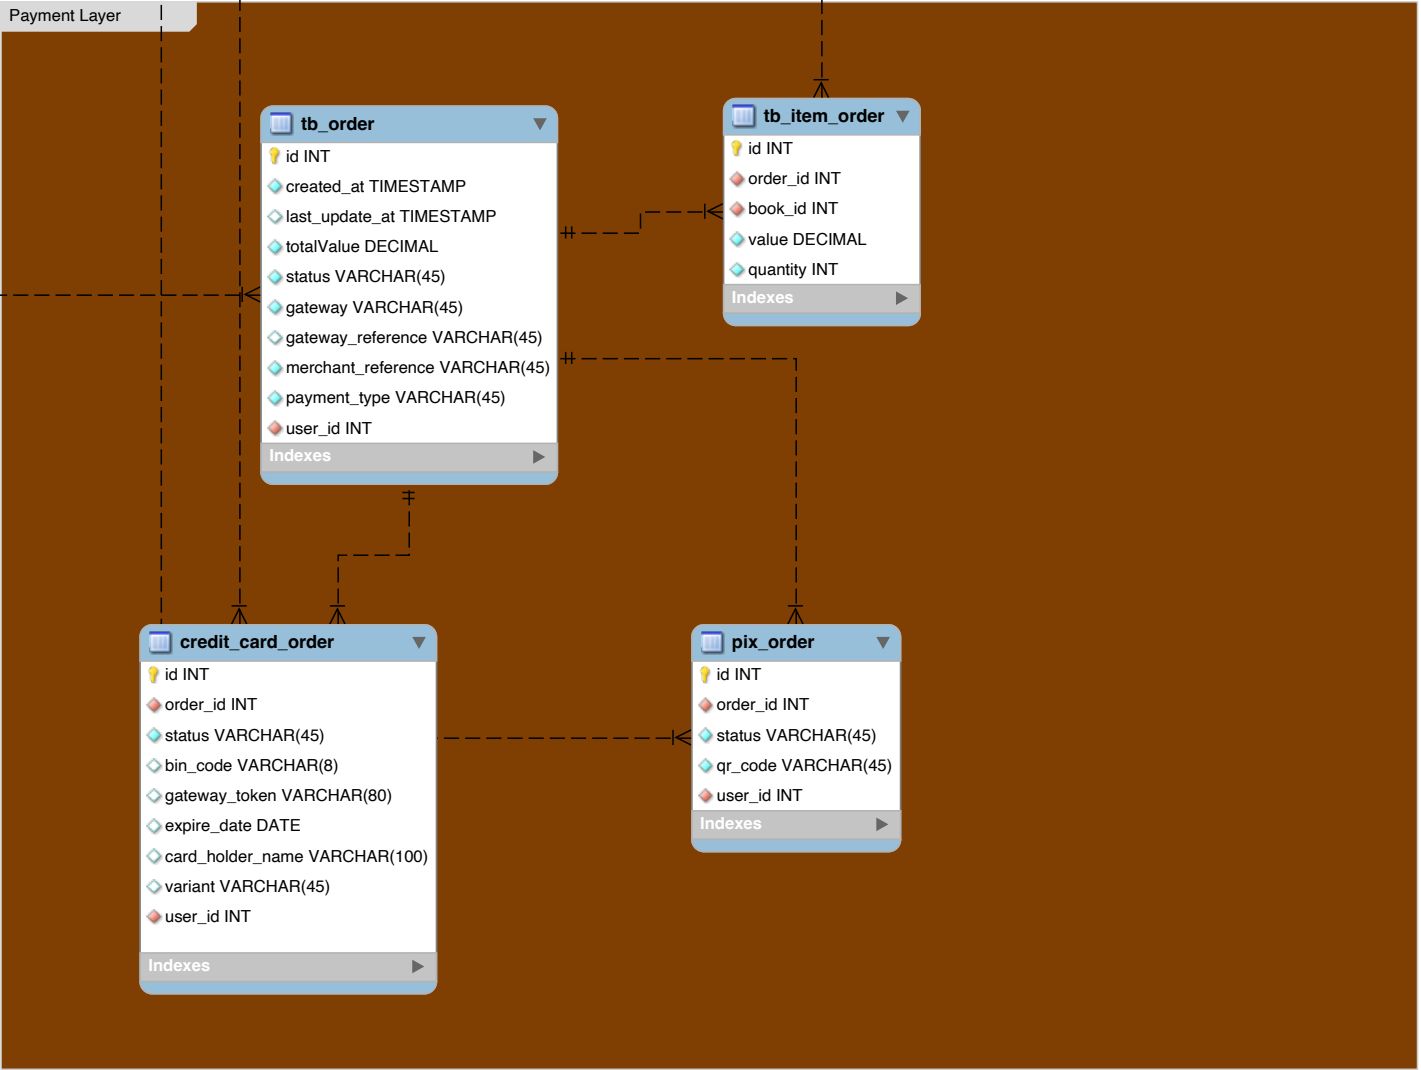 Payment Layer
tb_order
id INT
created_at TIMESTAMP
last_update_at TIMESTAMP
totalValue DECIMAL
status VARCHAR(45)
gateway VARCHAR(45)
gateway_reference VARCHAR(45)
merchant_reference VARCHAR(45)
payment_type VARCHAR(45)
user_id INT
Indexes
tb_item_order
id INT
order_id INT
book_id INT
value DECIMAL
quantity INT
Indexes
credit_card_order
id INT
order_id INT
status VARCHAR(45)
bin_code VARCHAR(8)
gateway_token VARCHAR(80)
expire_date DATE
card_holder_name VARCHAR(100)
variant VARCHAR(45)
user_id INT
Indexes
pix_order
id INT
order_id INT
status VARCHAR(45)
qr_code VARCHAR(45)
user_id INT
Indexes